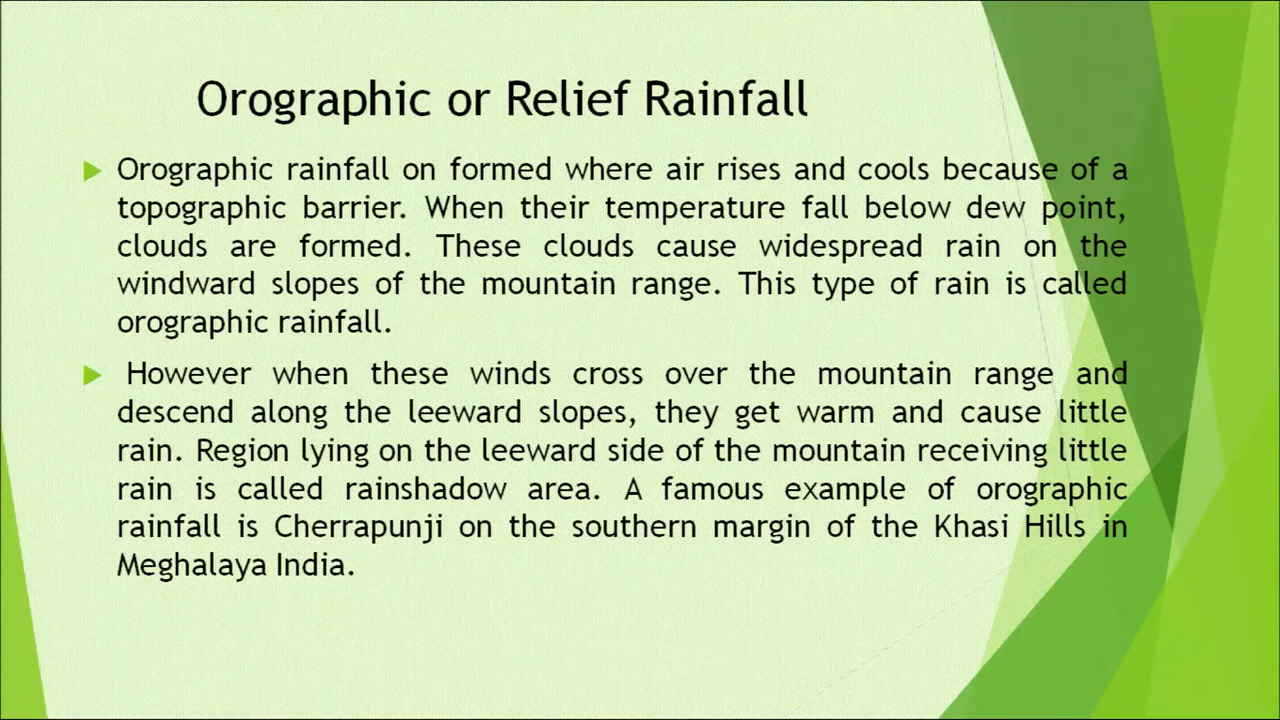 Orographic or Relief Rainfall
Orographic rainfall on formed where air rises and cools because of a
topographic barrier. When their temperature fall below dew point,
clouds are formed. These clouds cause widespread rain on the
windward slopes of the mountain range. This type of rain is called
orographic rainfall.
However when these winds cross over the mountain range and
descend along the leeward slopes, they get warm and cause little
rain. Region lying on the leeward side of the mountain receiving little
rain is called rainshadow area. A famous example of orographic
rainfall is Cherrapunji on the southern margin of the Khasi Hills in
Meghalaya India.